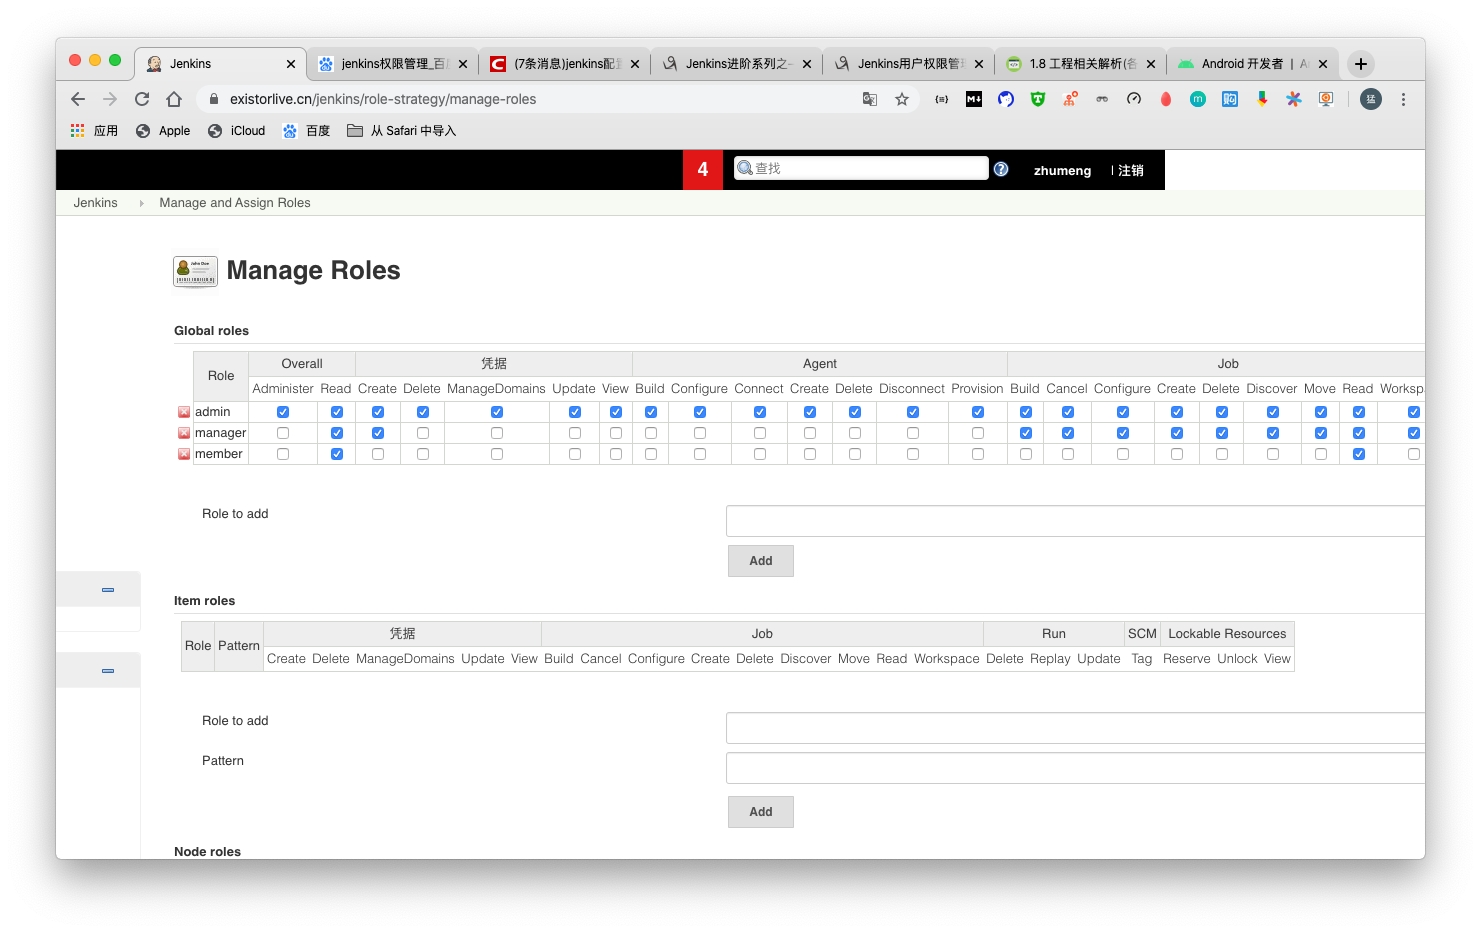 Jenkins
jenkins权限管理_百
(7条消息)jenkins配
Jenkins进阶系列之
Jenkins用户权限管
1.8 工程相关解析(各
Android 开发者 |
existorlive.cn/jenkins/role-strategy/manage-roles
猛
应用 Apple iCloud 百度 从 Safari 中导入
4 查找 zhumeng | 注销
Jenkins Manage and Assign Roles
John Doe
Manage Roles
Global roles
Role Overall 凭据 Agent Job
Administer Read Create Delete ManageDomains Update View Build Configure Connect Create Delete Disconnect Provision Build Cancel Configure Create Delete Discover Move Read Workspa
admin
manager
member
Role to add
Add
Item roles
Role Pattern 凭据 Job Run SCM Lockable Resources
Create Delete ManageDomains Update View Build Cancel Configure Create Delete Discover Move Read Workspace Delete Replay Update Tag Reserve Unlock View
Role to add
Pattern
Add
Node roles